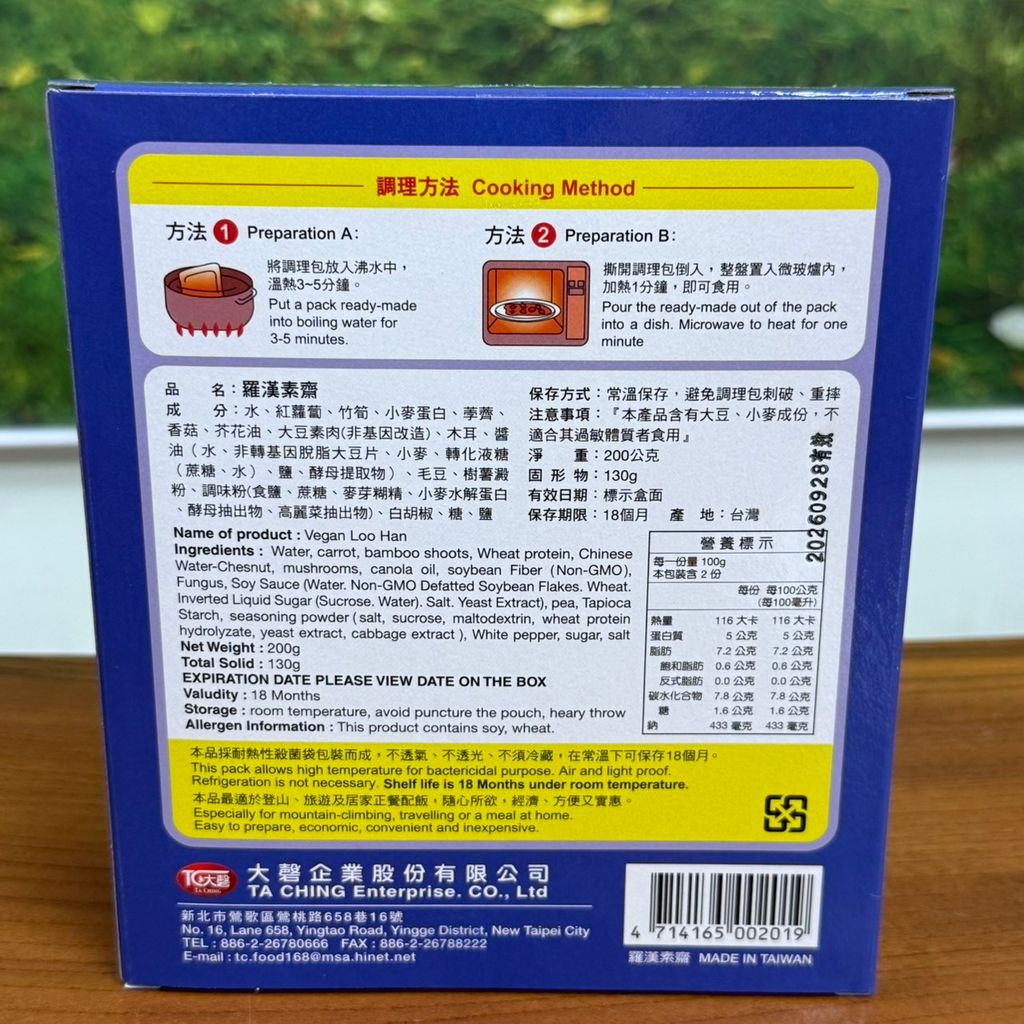 調理方法 Cooking Method
方法 1 Preparation A:
將調理包放入沸水中，
溫熱3~5分鐘。
Put a pack ready-made
into boiling water for
3-5 minutes.
方法 2 Preparation B:
撕開調理包倒入，整盤置入微玻爐內，
加熱1分鐘，即可食用。
Pour the ready-made out of the pack
into a dish. Microwave to heat for one
minute
品 名：羅漢素齋
成 分：水、紅蘿蔔、竹筍、小麥蛋白、荸薺、
香菇、芥花油、大豆素肉(非基因改造)、木耳、醬
油（水、非轉基因脫脂大豆片、小麥、轉化液糖
（蔗糖、水）、鹽、酵母提取物）、毛豆、樹薯澱
粉、調味粉(食鹽、蔗糖、麥芽糊精、小麥水解蛋白
、酵母抽出物、高麗菜抽出物)、白胡椒、糖、鹽
保存方式：常溫保存，避免調理包刺破、重摔
注意事項：『本產品含有大豆、小麥成份，不
適合其過敏體質者食用』
淨 重：200公克
固 形 物：130g
有效日期：標示盒面
保存期限：18個月 產 地：台灣
20260928有效
Name of product : Vegan Loo Han
Ingredients : Water, carrot, bamboo shoots, Wheat protein, Chinese
Water-Chesnut, mushrooms, canola oil, soybean Fiber (Non-GMO),
Fungus, Soy Sauce (Water. Non-GMO Defatted Soybean Flakes. Wheat.
Inverted Liquid Sugar (Sucrose. Water). Salt. Yeast Extract), pea, Tapioca
Starch, seasoning powder ( salt, sucrose, maltodextrin, wheat protein
hydrolyzate, yeast extract, cabbage extract ), White pepper, sugar, salt
Net Weight : 200g
Total Solid : 130g
EXPIRATION DATE PLEASE VIEW DATE ON THE BOX
Valudity : 18 Months
Storage : room temperature, avoid puncture the pouch, heary throw
Allergen Information : This product contains soy, wheat.
營養標示
每一份量 100g
本包裝含 2 份
每份 每100公克
(每100毫升)
熱量 116 大卡 116 大卡
蛋白質 5 公克 5 公克
脂肪 7.2 公克 7.2 公克
飽和脂肪 0.6 公克 0.6 公克
反式脂肪 0.0 公克 0.0 公克
碳水化合物 7.8 公克 7.8 公克
糖 1.6 公克 1.6 公克
鈉 433 毫克 433 毫克
本品採耐熱性殺菌袋包裝而成，不透氣、不透光、不須冷藏，在常溫下可保存18個月。
This pack allows high temperature for bactericidal purpose. Air and light proof.
Refrigeration is not necessary. Shelf life is 18 Months under room temperature.
本品最適於登山、旅遊及居家正餐配飯，隨心所欲，經濟、方便又實惠。
Especially for mountain-climbing, travelling or a meal at home.
Easy to prepare, economic, convenient and inexpensive.
TC大磬
TA CHING
大磬企業股份有限公司
TA CHING Enterprise. CO., Ltd
新北市鶯歌區鶯桃路658巷16號
No. 16, Lane 658, Yingtao Road, Yingge District, New Taipei City
TEL : 886-2-26780666 FAX : 886-2-26788222
E-mail : tc.food168@msa.hinet.net
4 714165 002019
羅漢素齋 MADE IN TAIWAN